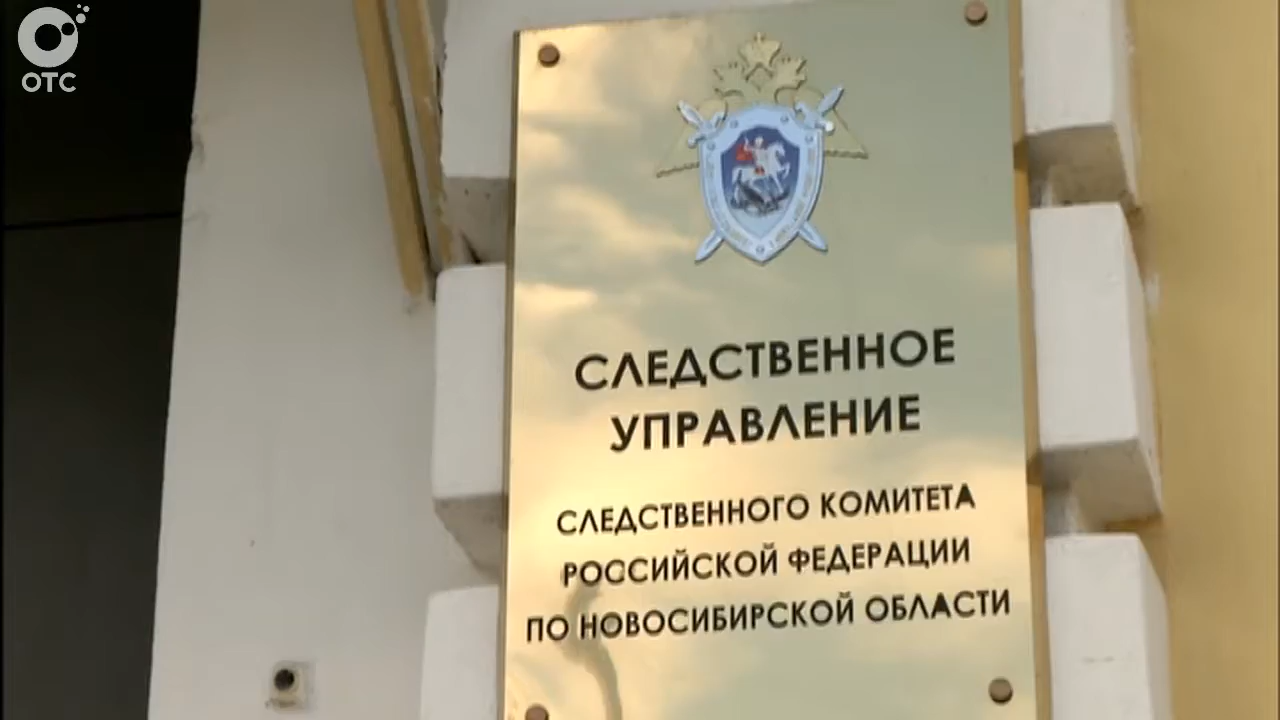 ОТС
СЛЕДСТВЕННОЕ
УПРАВЛЕНИЕ
СЛЕДСТВЕННОГО КОМИТЕТА
РОССИЙСКОЙ ФЕДЕРАЦИИ
ПО НОВОСИБИРСКОЙ ОБЛАСТИ